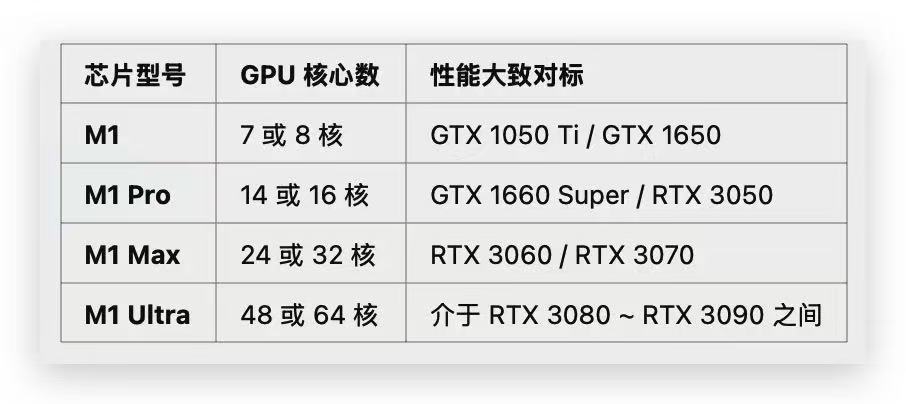 芯片型号 GPU 核心数 性能大致对标
M1 7 或 8 核 GTX 1050 Ti / GTX 1650
M1 Pro 14 或 16 核 GTX 1660 Super / RTX 3050
M1 Max 24 或 32 核 RTX 3060 / RTX 3070
M1 Ultra 48 或 64 核 介于 RTX 3080 ~ RTX 3090 之间